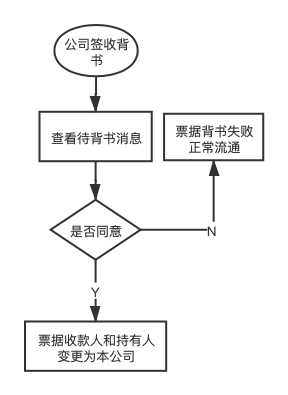 公司签收背
书
查看待背书消息
票据背书失败
正常流通
是否同意
N
Y
票据收款人和持有人
变更为本公司